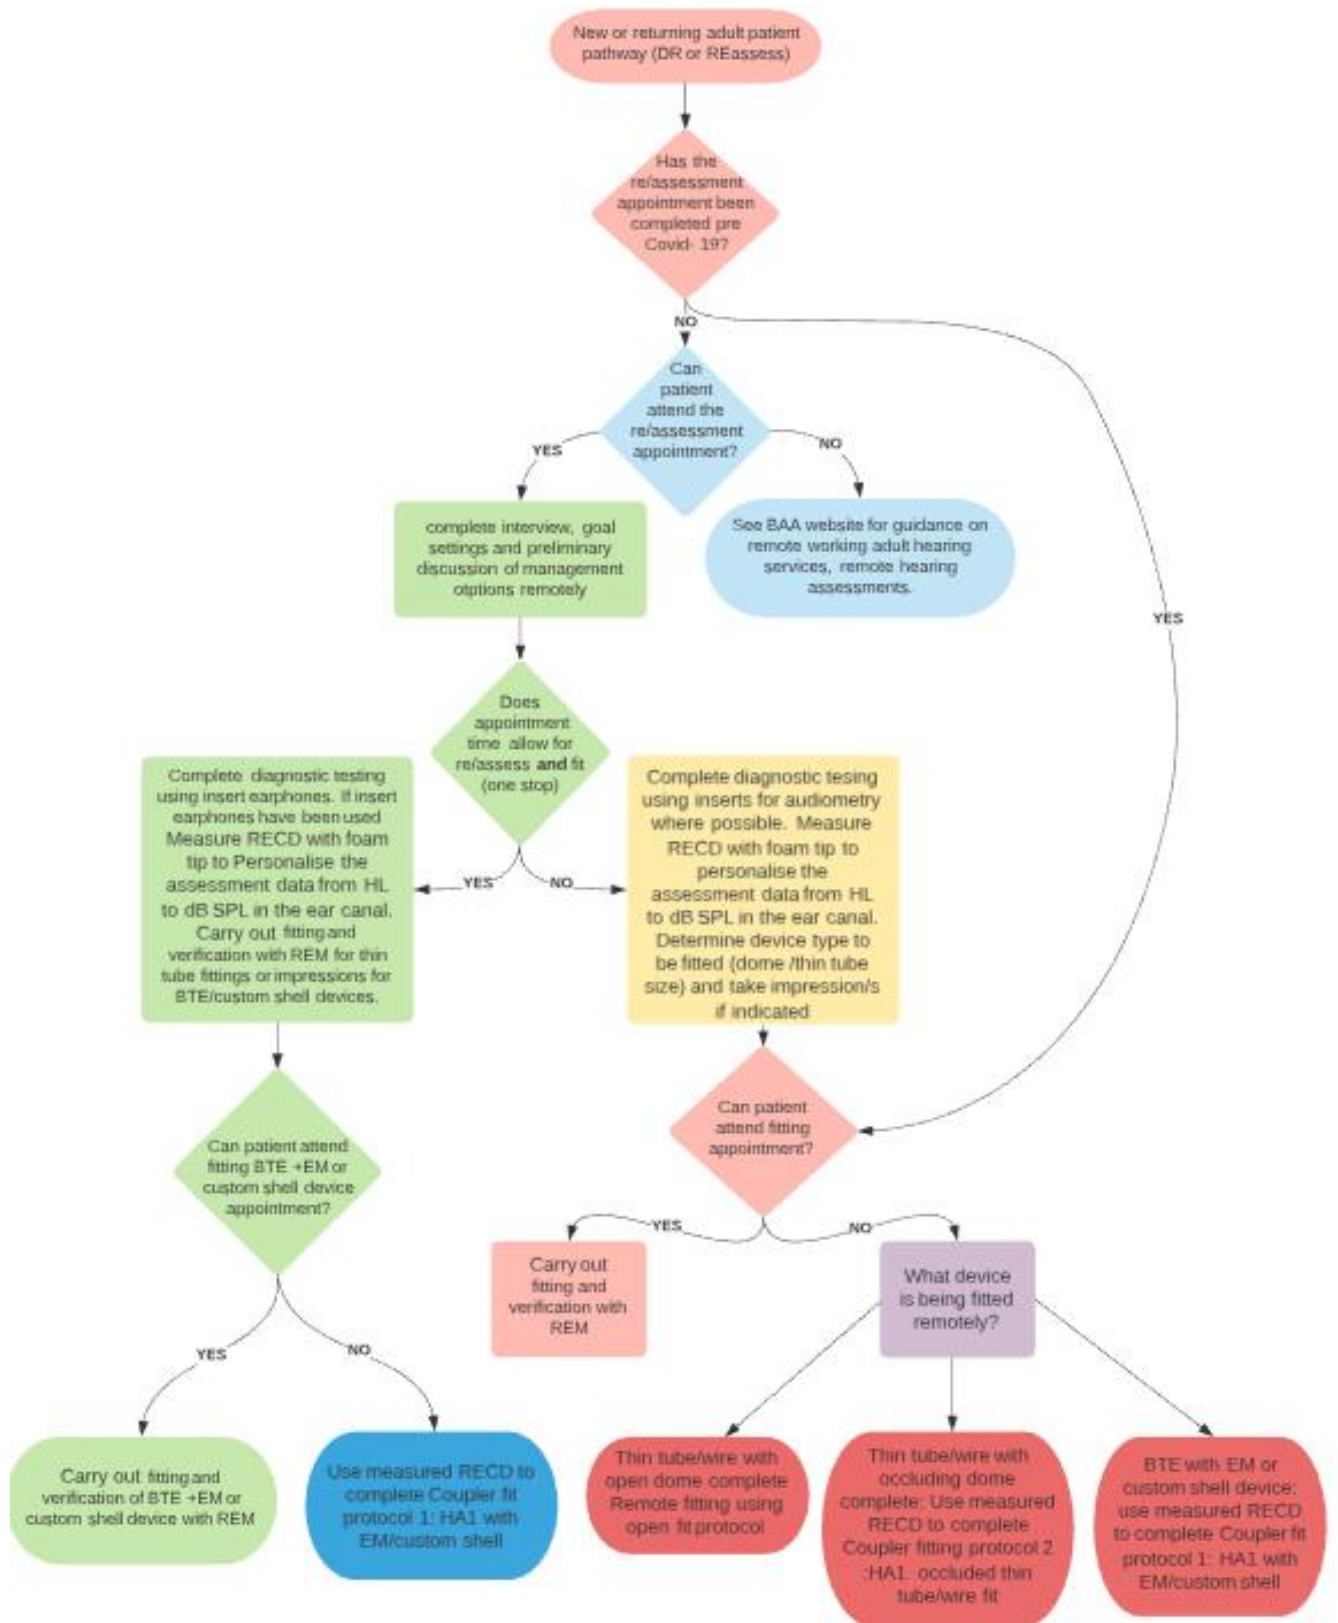 New or returning adult patient
pathway (DR or REassess)
Has the
re/assessment
appointment been
completed pre
Covid- 19?
NO
Can
patient
attend the
re/assessment
appointment?
YES
NO
complete interview, goal
settings and preliminary
discussion of management
otptions remotely
See BAA website for guidance on
remote working adult hearing
services, remote hearing
assessments.
YES
Does
appointment
time allow for
re/assess and fit
(one stop)
Complete diagnostic testing
using insert earphones. If insert
earphones have been used
Measure RECD with foam
tip to Personalise the
assessment data from HL
to dB SPL in the ear canal.
Carry out fitting and
verification with REM for thin
tube fittings or impressions for
BTE/custom shell devices.
YES
NO
Complete diagnostic tesing
using inserts for audiometry
where possible. Measure
RECD with foam tip to
personalise the
assessment data from HL
to dB SPL in the ear canal.
Determine device type to
be fitted (dome /thin tube
size) and take impression/s
if indicated
Can patient attend
fitting BTE +EM or
custom shell device
appointment?
Can patient
attend fitting
appointment?
YES
NO
Carry out
fitting and
verification with
REM
What device
is being fitted
remotely?
YES
NO
Carry out fitting and
verification of BTE +EM or
custom shell device with REM
Use measured RECD to
complete Coupler fit
protocol 1: HA1 with
EM/custom shell
Thin tube/wire with
open dome complete
Remote fitting using
open fit protocol
Thin tube/wire with
occluding dome
complete: Use measured
RECD to complete
Coupler fitting protocol 2
:HA1 occluded thin
tube/wire fit
BTE with EM or
custom shell device:
use measured RECD
to complete Coupler fit
protocol 1: HA1 with
EM/custom shell